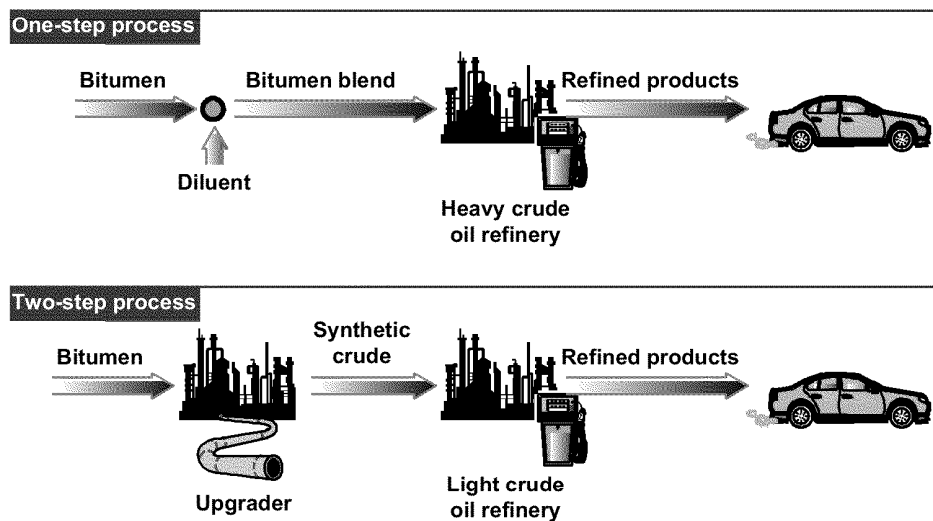 One-step process
Bitumen
Bitumen blend
Refined products
Diluent
Heavy crude
oil refinery
Two-step process
Bitumen
Synthetic
crude
Refined products
Upgrader
Light crude
oil refinery